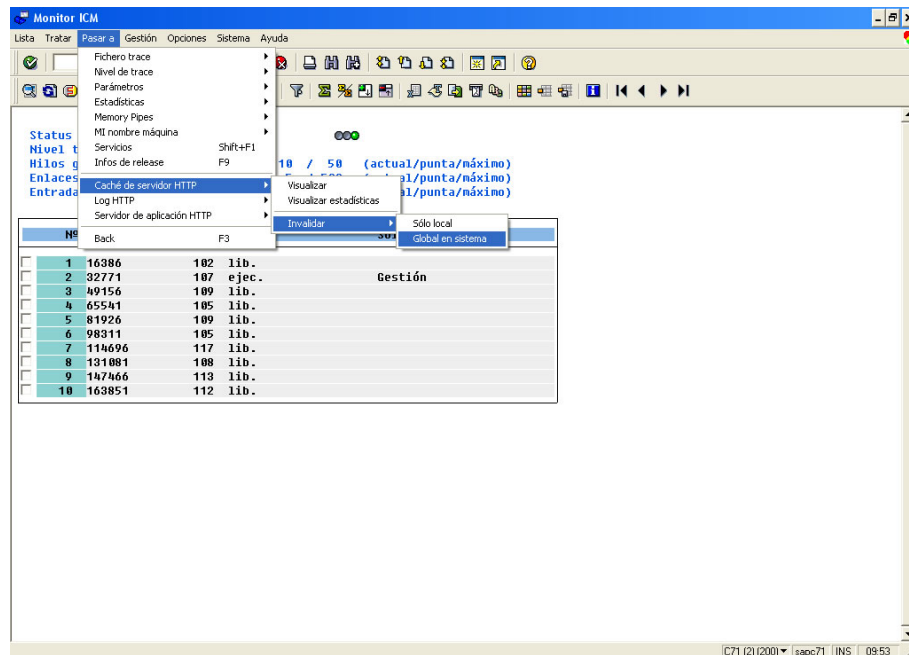 Monitor ICM
Lista Tratar Pasar a Gestión Opciones Sistema Ayuda
Fichero trace
Nivel de trace
Parámetros
Estadísticas
Memory Pipes
MI nombre máquina
Servicios Shift+F1
Infos de release F9
Caché de servidor HTTP
Log HTTP
Servidor de aplicación HTTP
Back F3
Visualizar
Visualizar estadísticas
Invalidar
Sólo local
Global en sistema
Status
Nivel t
Hilos g 10 / 50 (actual/punta/máximo)
Enlaces
Entrada al/punta/máximo)
Nº
1 16386 102 lib.
2 32771 107 ejec. Gestión
3 49156 109 lib.
4 65541 105 lib.
5 81926 109 lib.
6 98311 105 lib.
7 114696 117 lib.
8 131081 108 lib.
9 147466 113 lib.
10 163851 112 lib.
C71 (2) (200) sapc71 INS 09:53